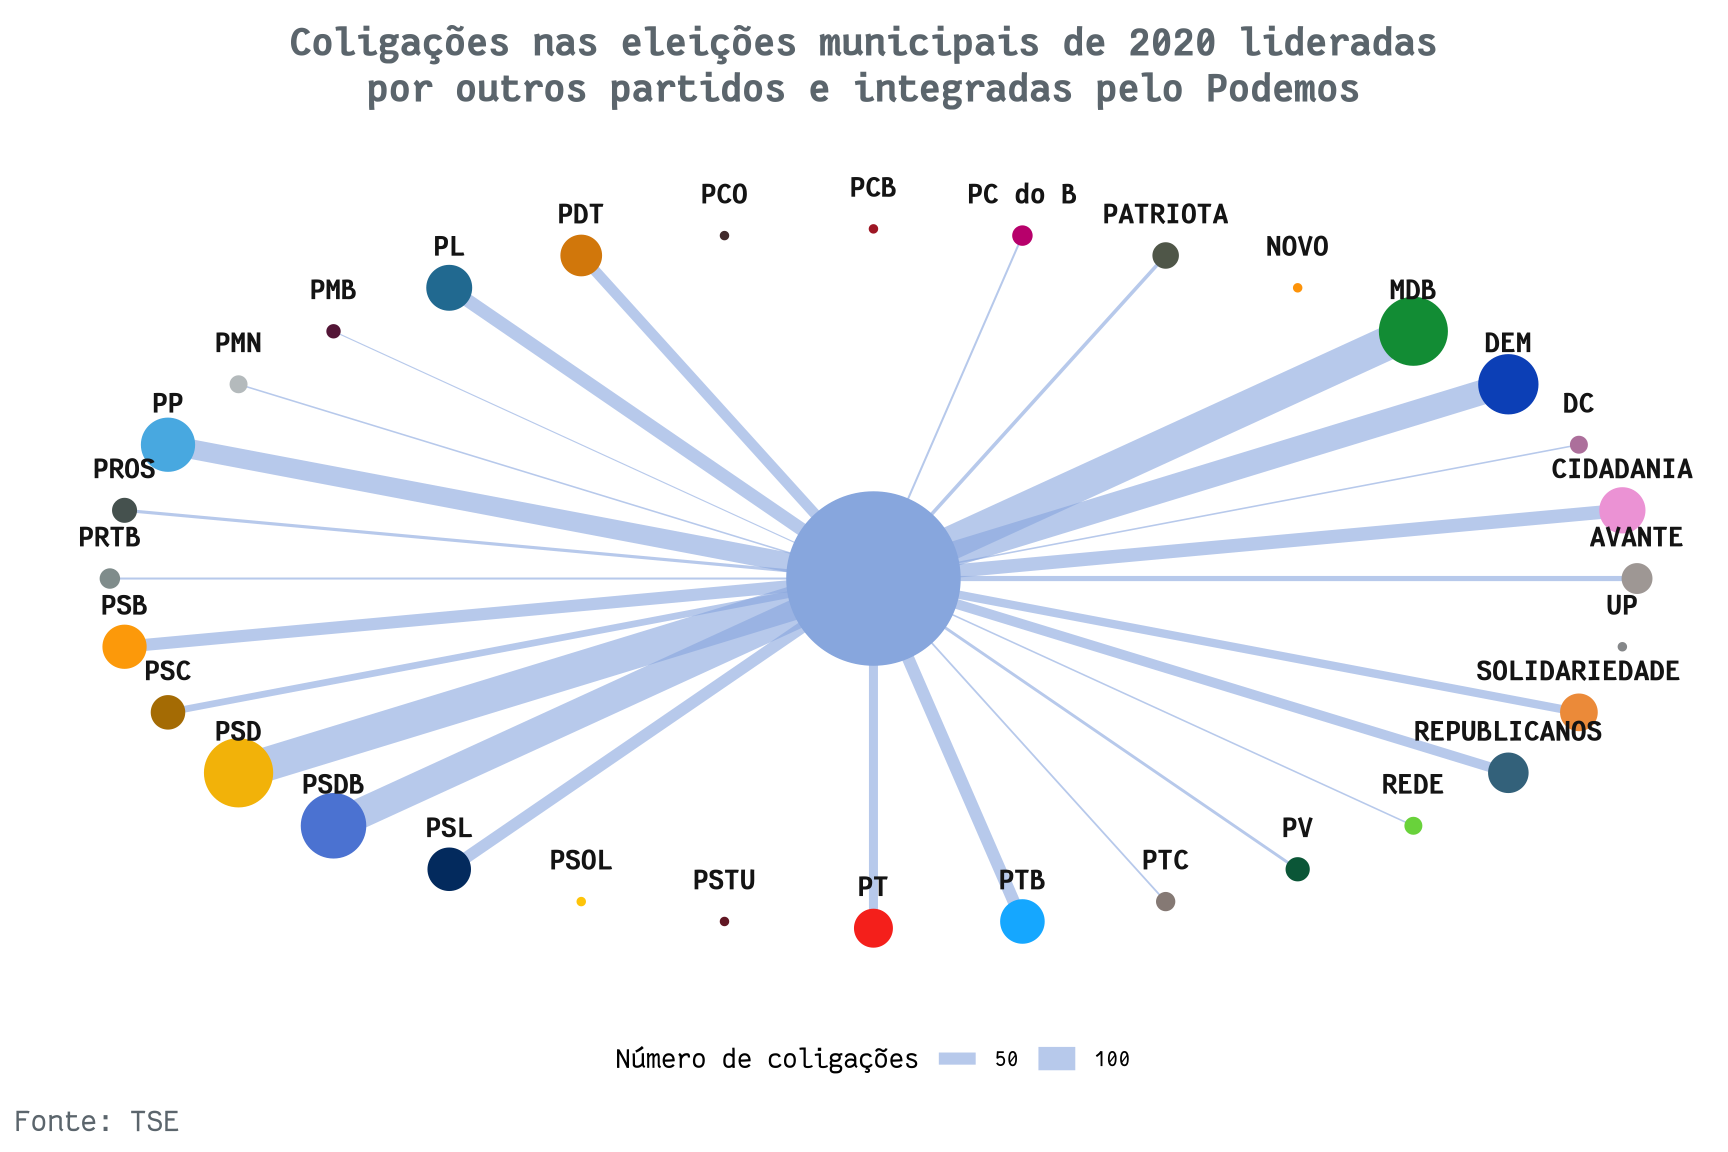 Coligações nas eleições municipais de 2020 lideradas
por outros partidos e integradas pelo Podemos
PCB
PCO
PC do B
PDT
PATRIOTA
PL
NOVO
PMB
MDB
PMN
DEM
PP
DC
PROS
CIDADANIA
PRTB
AVANTE
PSB
UP
PSC
SOLIDARIEDADE
PSD
REPUBLICANOS
PSDB
REDE
PSL
PV
PSOL
PTC
PSTU
PTB
PT
Número de coligações 50 100
Fonte: TSE